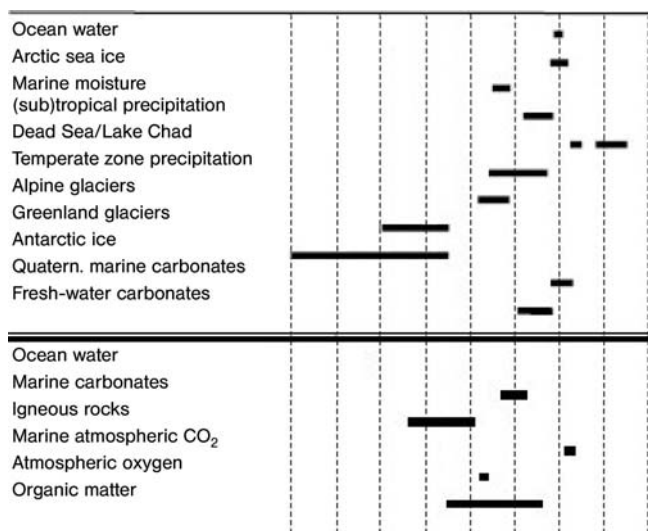 Ocean water
Arctic sea ice
Marine moisture
(sub)tropical precipitation
Dead Sea/Lake Chad
Temperate zone precipitation
Alpine glaciers
Greenland glaciers
Antarctic ice
Quatern. marine carbonates
Fresh-water carbonates
Ocean water
Marine carbonates
Igneous rocks
Marine atmospheric CO₂
Atmospheric oxygen
Organic matter